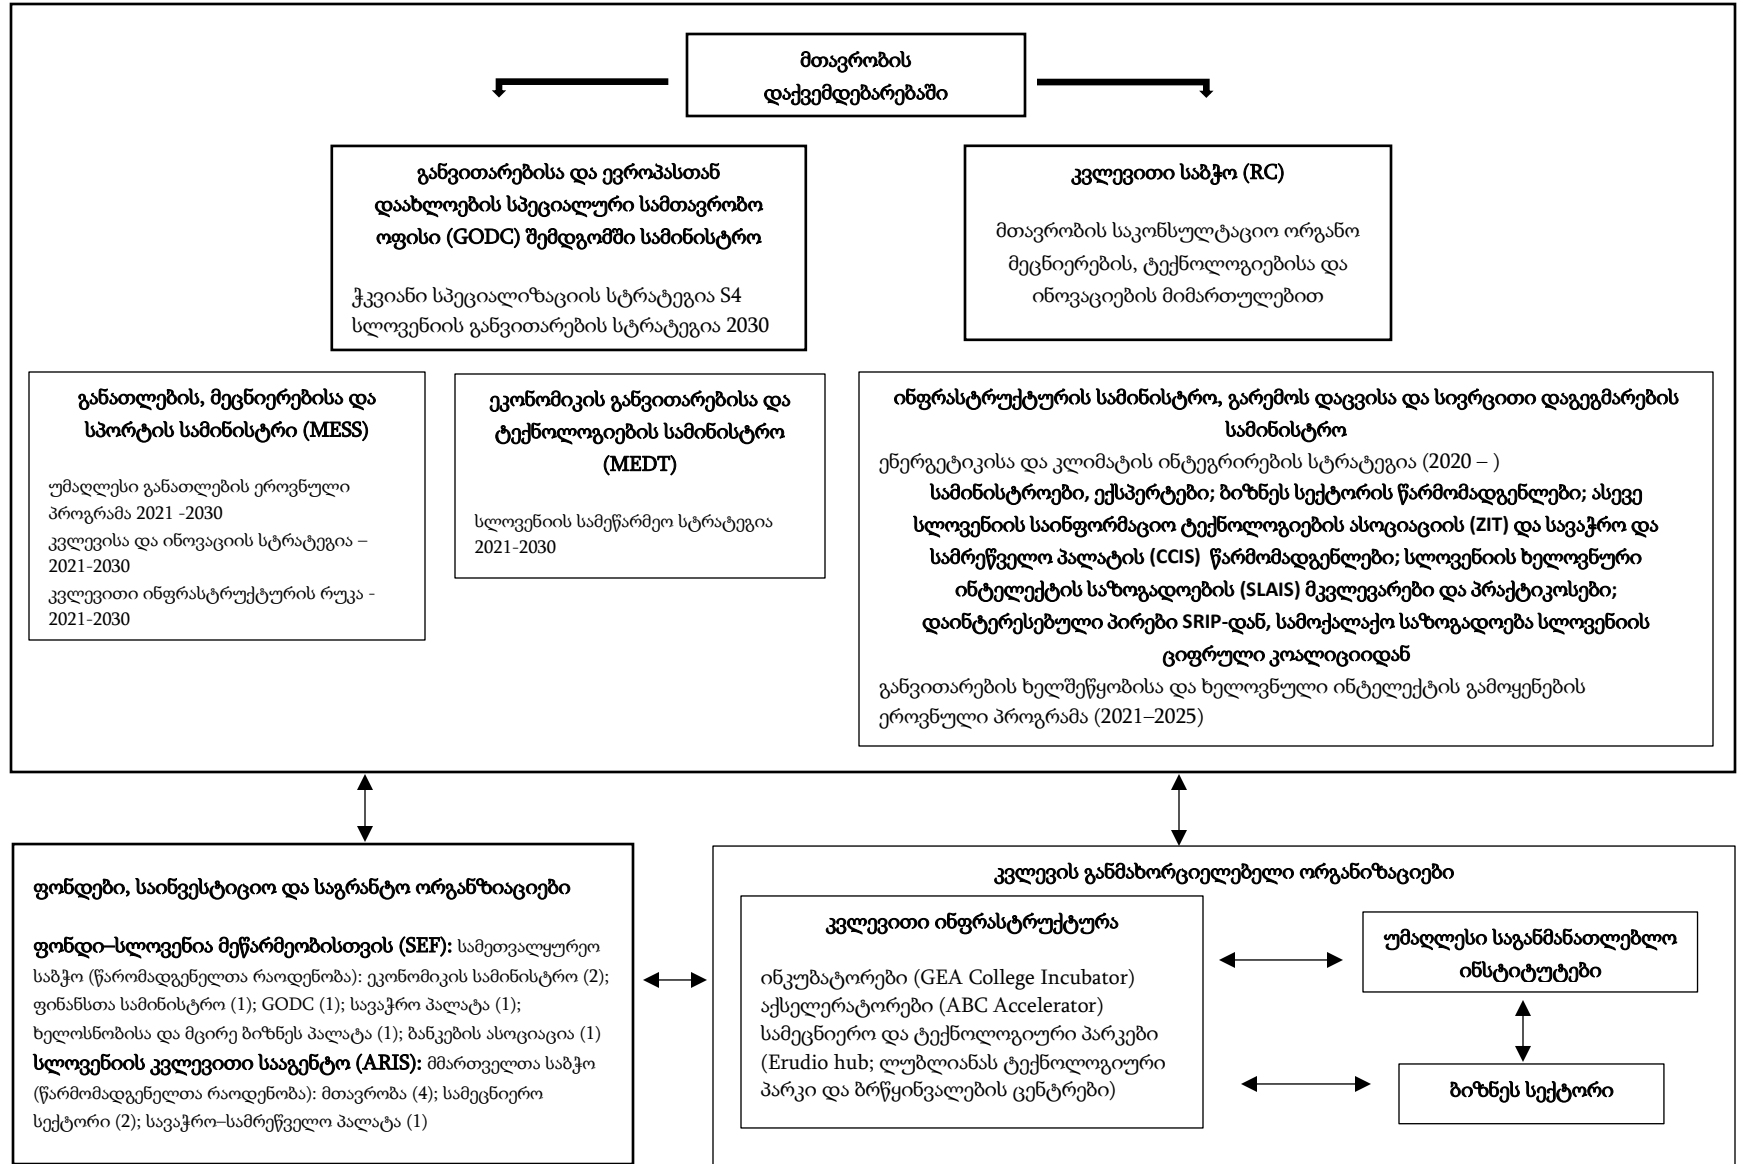 მთავრობის
დაქვემდებარებაში
განვითარებისა და ევროპასთან
დაახლოების სპეციალური სამთავრობო
ოფისი (GODC) შემდგომში სამინისტრო
ჭკვიანი სპეციალიზაციის სტრატეგია S4
სლოვენიის განვითარების სტრატეგია 2030
კვლევითი საბჭო (RC)
მთავრობის საკონსულტაციო ორგანო
მეცნიერების, ტექნოლოგიებისა და
ინოვაციების მიმართულებით
განათლების, მეცნიერებისა და
სპორტის სამინისტრი (MESS)
უმაღლესი განათლების ეროვნული
პროგრამა 2021 -2030
კვლევისა და ინოვაციის სტრატეგია –
2021-2030
კვლევითი ინფრასტრუქტურის რუკა -
2021-2030
ეკონომიკის განვითარებისა და
ტექნოლოგიების სამინისტრო
(MEDT)
სლოვენიის სამეწარმეო სტრატეგია
2021-2030
ინფრასტრუქტურის სამინისტრო, გარემოს დაცვისა და სივრცითი დაგეგმარების
სამინისტრო
ენერგეტიკისა და კლიმატის ინტეგრირების სტრატეგია (2020 – )
სამინისტროები, ექსპერტები; ბიზნეს სექტორის წარმომადგენლები; ასევე
სლოვენიის საინფორმაციო ტექნოლოგიების ასოციაციის (ZIT) და სავაჭრო და
სამრეწველო პალატის (CCIS) წარმომადგენლები; სლოვენიის ხელოვნური
ინტელექტის საზოგადოების (SLAIS) მკვლევარები და პრაქტიკოსები;
დაინტერესებული პირები SRIP-დან, სამოქალაქო საზოგადოება სლოვენიის
ციფრული კოალიციიდან
განვითარების ხელშეწყობისა და ხელოვნული ინტელექტის გამოყენების
ეროვნული პროგრამა (2021–2025)
ფონდები, საინვესტიციო და საგრანტო ორგანზიაციები
ფონდი–სლოვენია მეწარმეობისთვის (SEF): სამეთვალყურეო
საბჭო (წარომადგენელთა რაოდენობა): ეკონომიკის სამინისტრო (2);
ფინანსთა სამინისტრო (1); GODC (1); სავაჭრო პალატა (1);
ხელოსნობისა და მცირე ბიზნეს პალატა (1); ბანკების ასოციაცია (1)
სლოვენიის კვლევითი სააგენტო (ARIS): მმართველთა საბჭო
(წარმომადგენელთა რაოდენობა): მთავრობა (4); სამეცნიერო
სექტორი (2); სავაჭრო–სამრეწველო პალატა (1)
კვლევის განმახორციელებელი ორგანიზაციები
კვლევითი ინფრასტრუქტურა
ინკუბატორები (GEA College Incubator)
აქსელერატორები (ABC Accelerator)
სამეცნიერო და ტექნოლოგიური პარკები
(Erudio hub; ლუბლიანას ტექნოლოგიური
პარკი და ბრწყინვალების ცენტრები)
უმაღლესი საგანმანათლებლო
ინსტიტუტები
ბიზნეს სექტორი